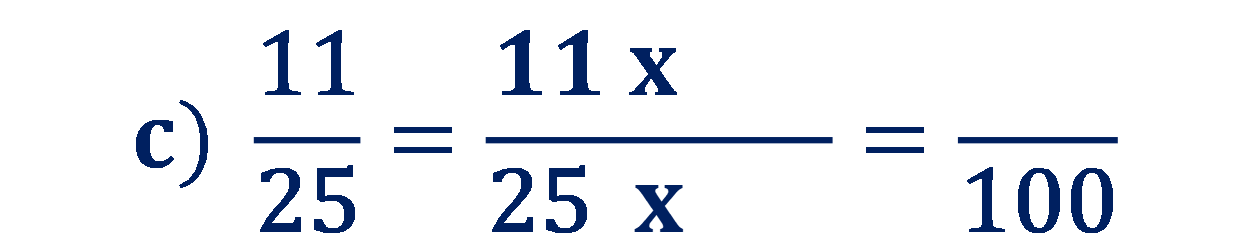 c) 11/25 = 11 x / 25 x = /100